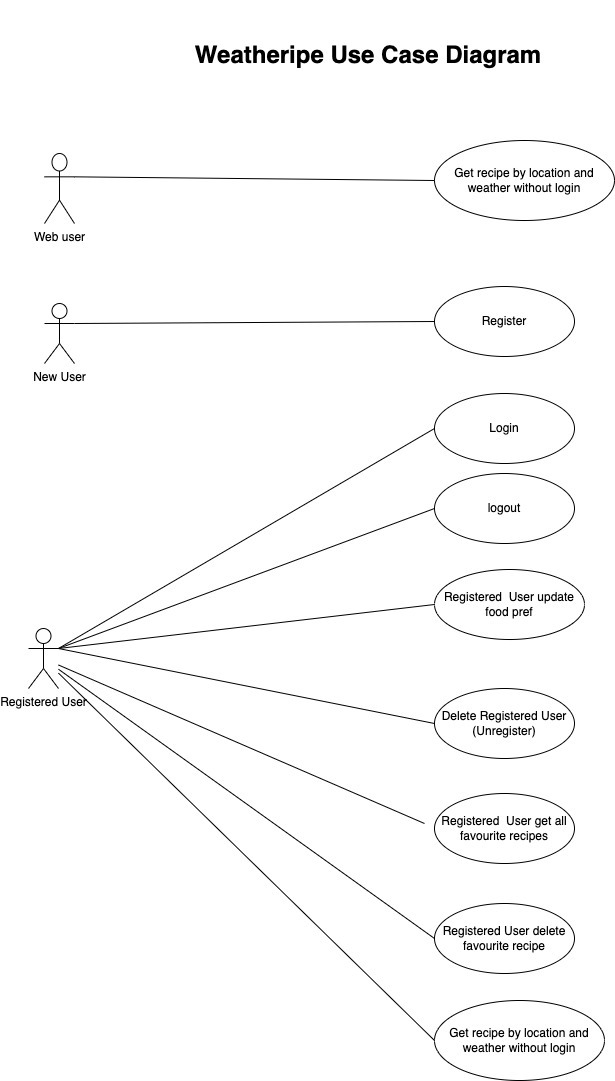 Weatheripe Use Case Diagram
Get recipe by location and
weather without login
Web user
Register
New User
Login
logout
Registered  User update
food pref
Registered User
Delete Registered User
(Unregister)
Registered  User get all
favourite recipes
Registered User delete
favourite recipe
Get recipe by location and
weather without login